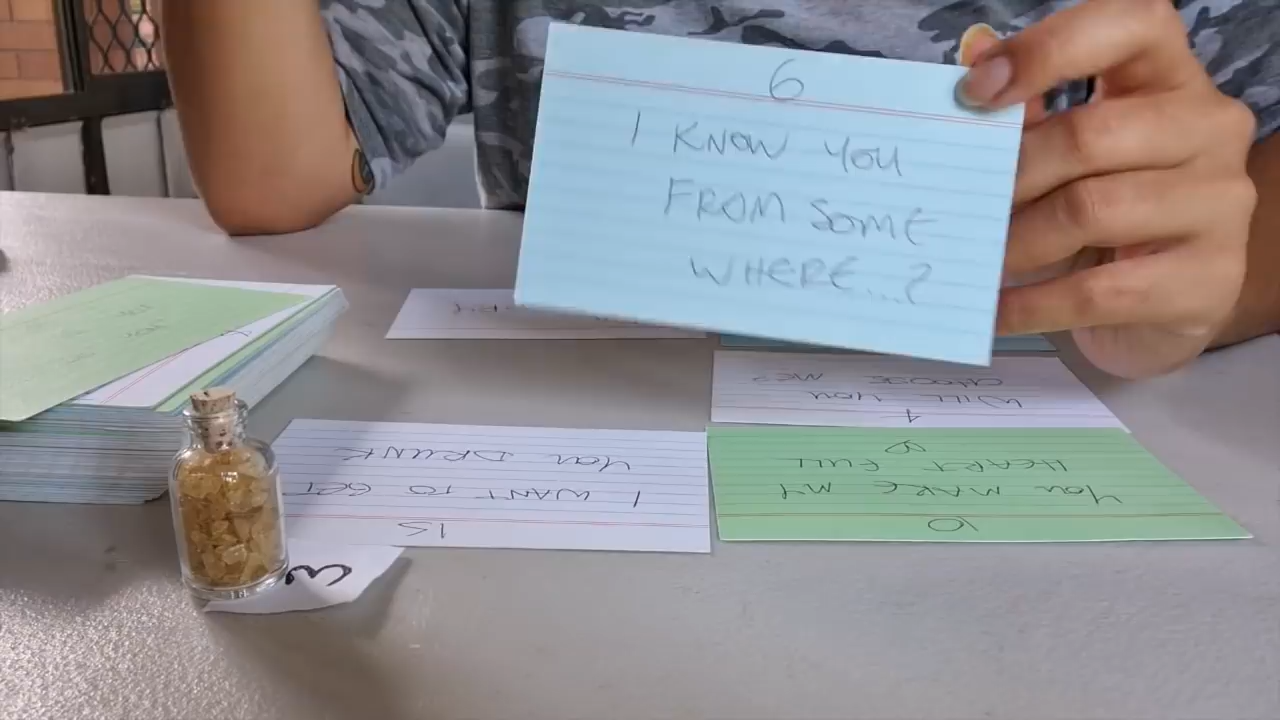 6
I KNOW YOU
FROM SOME
WHERE...?
4
WILL YOU
CHOOSE ME?
10
YOU MAKE MY
HEART FULL
15
I WANT TO GET
YOU DRUNK
3